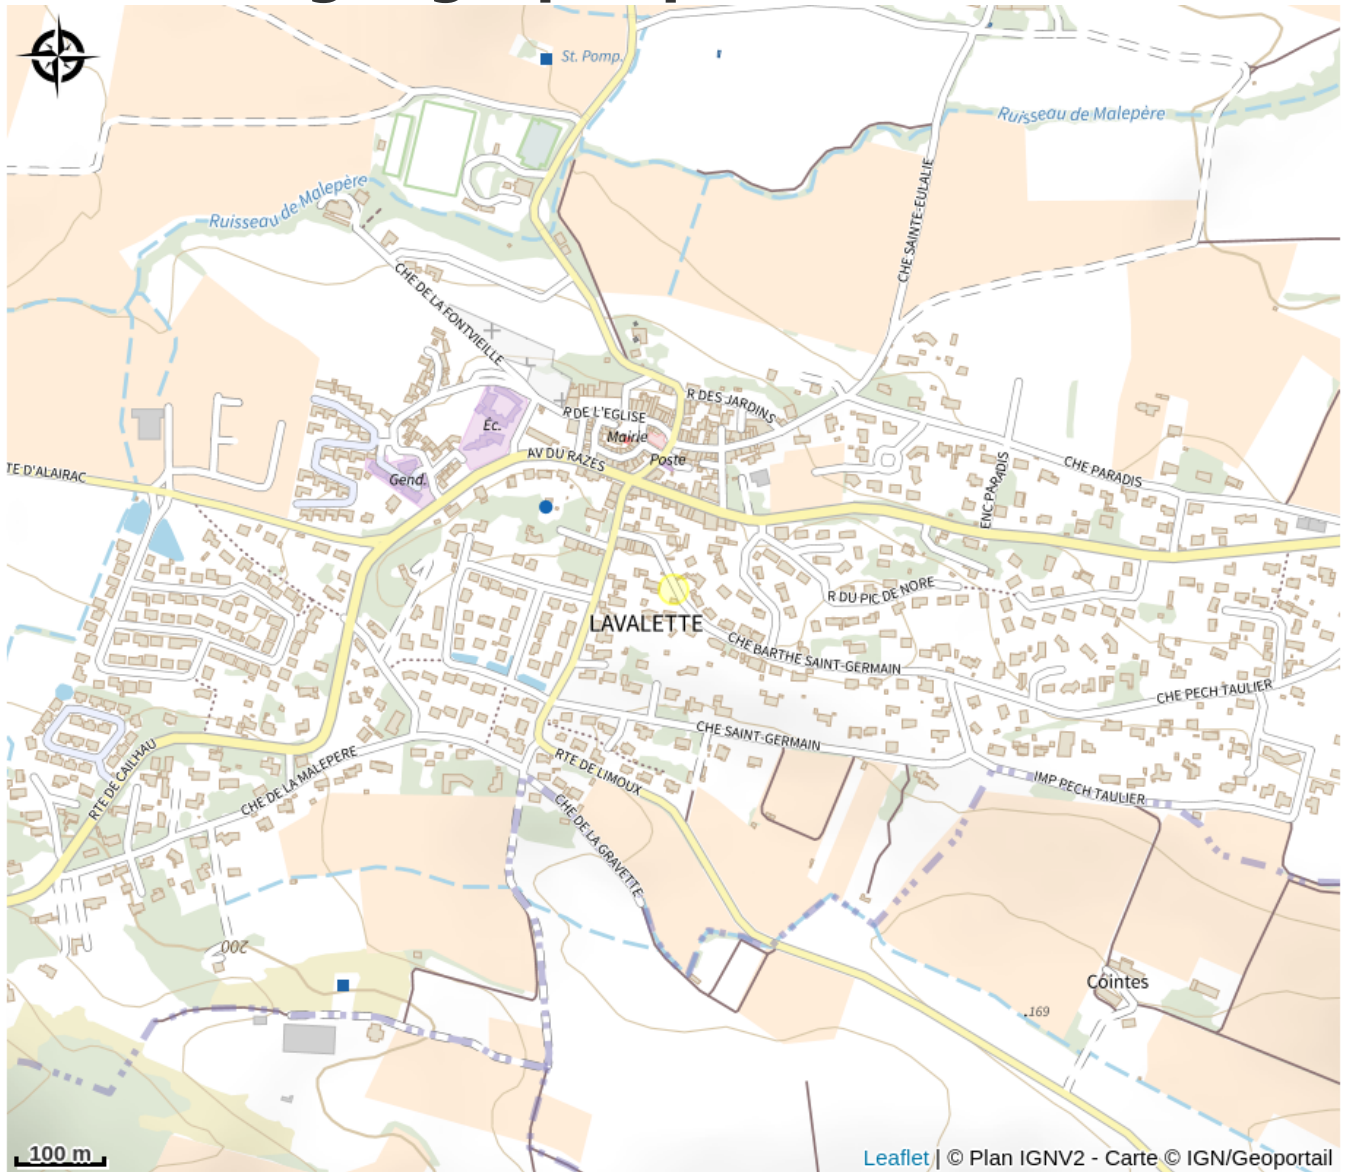 St. Pomp.
Ruisseau de Malepère
Ruisseau de Malepère
CHE SAINTE-EULALIE
CHE DE LA FONTVIEILLE
R DES JARDINS
R DE L'EGLISE
Êc.
Mairie
AV DU RAZES
Poste
CHE PARADIS
TE D'ALAIRAC
Gend.
ENC PARADIS
R DU PIC DE NORE
LAVALETTE
CHE BARTHE SAINT-GERMAIN
CHE PECH TAULIER
CHE SAINT-GERMAIN
RTE DE CAILHAU
CHE DE LA MALEPERE
RTE DE LIMOUX
IMP PECH TAULIER
CHE DE LA GRAVETTE
200
Cointes
.169
100 m
Leaflet | © Plan IGNV2 - Carte © IGN/Geoportail